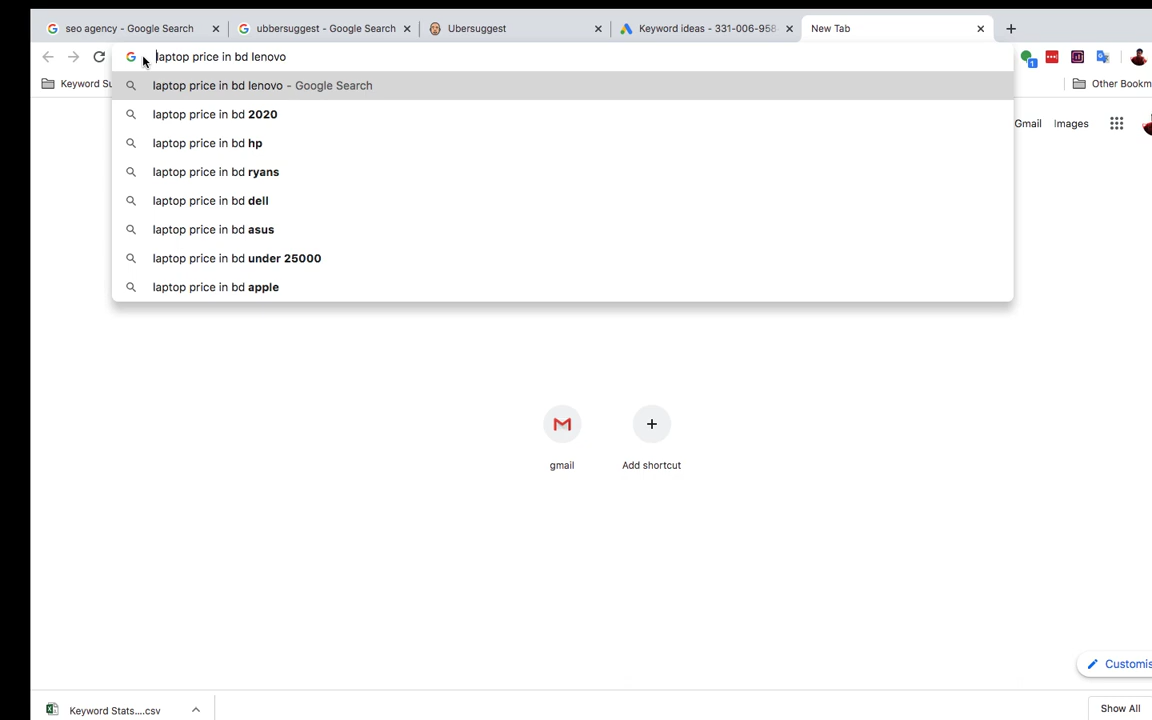 seo agency - Google Search
ubbersuggest - Google Search
Ubersuggest
Keyword ideas - 331-006-958
New Tab
laptop price in bd lenovo
Keyword Su
Other Bookm
laptop price in bd lenovo - Google Search
laptop price in bd 2020
laptop price in bd hp
laptop price in bd ryans
laptop price in bd dell
laptop price in bd asus
laptop price in bd under 25000
laptop price in bd apple
Gmail Images
gmail
Add shortcut
Customis
Keyword Stats....csv
Show All